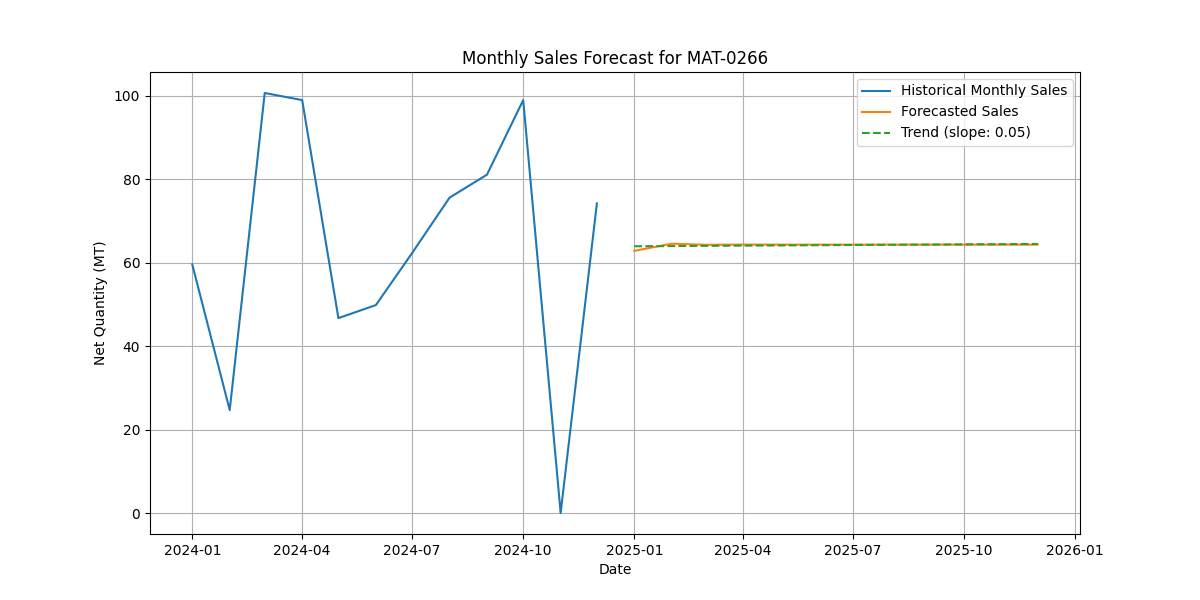 Monthly Sales Forecast for MAT-0266
Historical Monthly Sales
Forecasted Sales
Trend (slope: 0.05)
Net Quantity (MT)
100
80
60
40
20
0
2024-01 2024-04 2024-07 2024-10 2025-01 2025-04 2025-07 2025-10 2026-01
Date